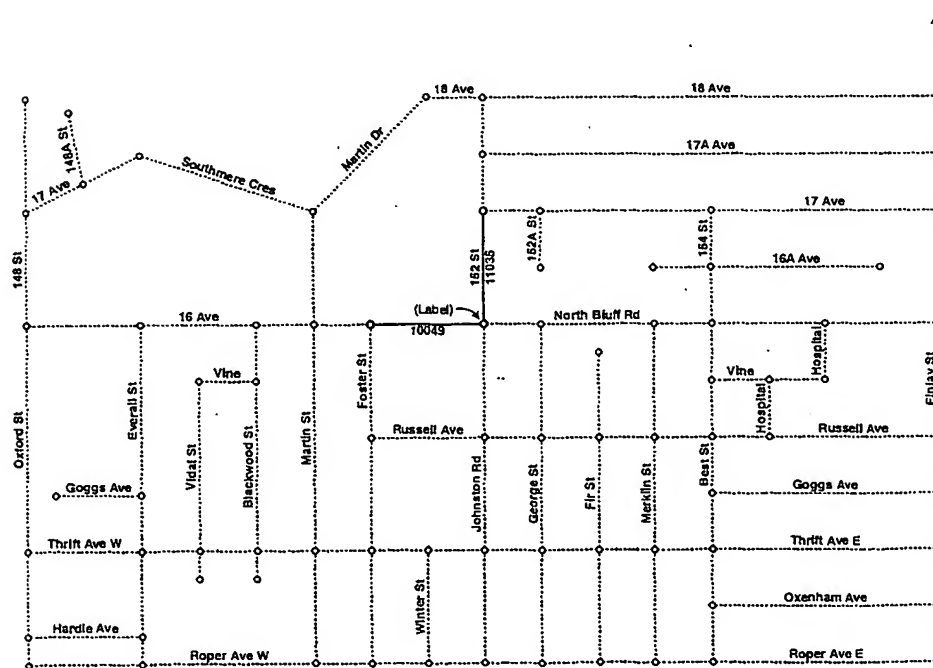 18 Ave
18 Ave
148A St
Martin Dr
17A Ave
17 Ave
Southmere Cres
17 Ave
148 St
152 St
11035
152A St
154 St
16A Ave
16 Ave
(Label)
10049
North Bluff Rd
Oxford St
Everall St
Vine
Foster St
Vine
Hospital
Hospital
Finlay St
Vidal St
Blackwood St
Martin St
Russell Ave
Russell Ave
Goggs Ave
Johnston Rd
George St
Fir St
Merklin St
Best St
Goggs Ave
Thrift Ave W
Thrift Ave E
Winter St
Oxenham Ave
Hardie Ave
Roper Ave W
Roper Ave E